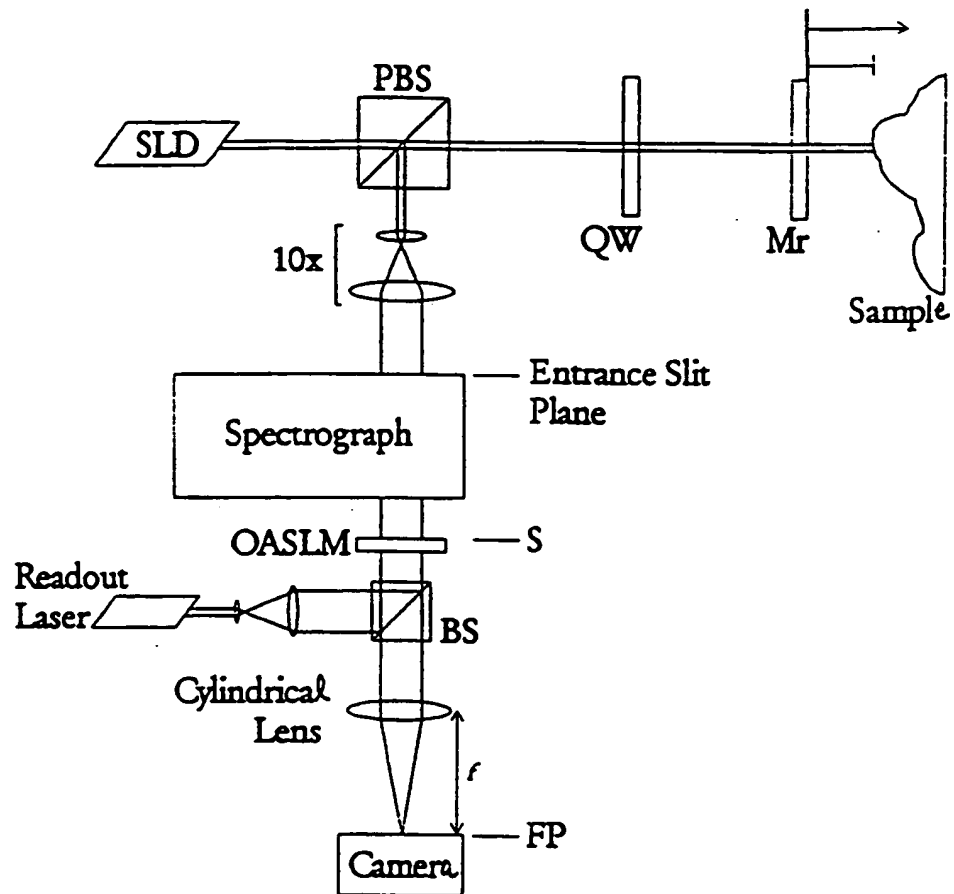 PBS
SLD
QW
Mr
10x
Sample
Entrance Slit
Plane
Spectrograph
OASLM
S
Readout
Laser
BS
Cylindrical
Lens
f
FP
Camera